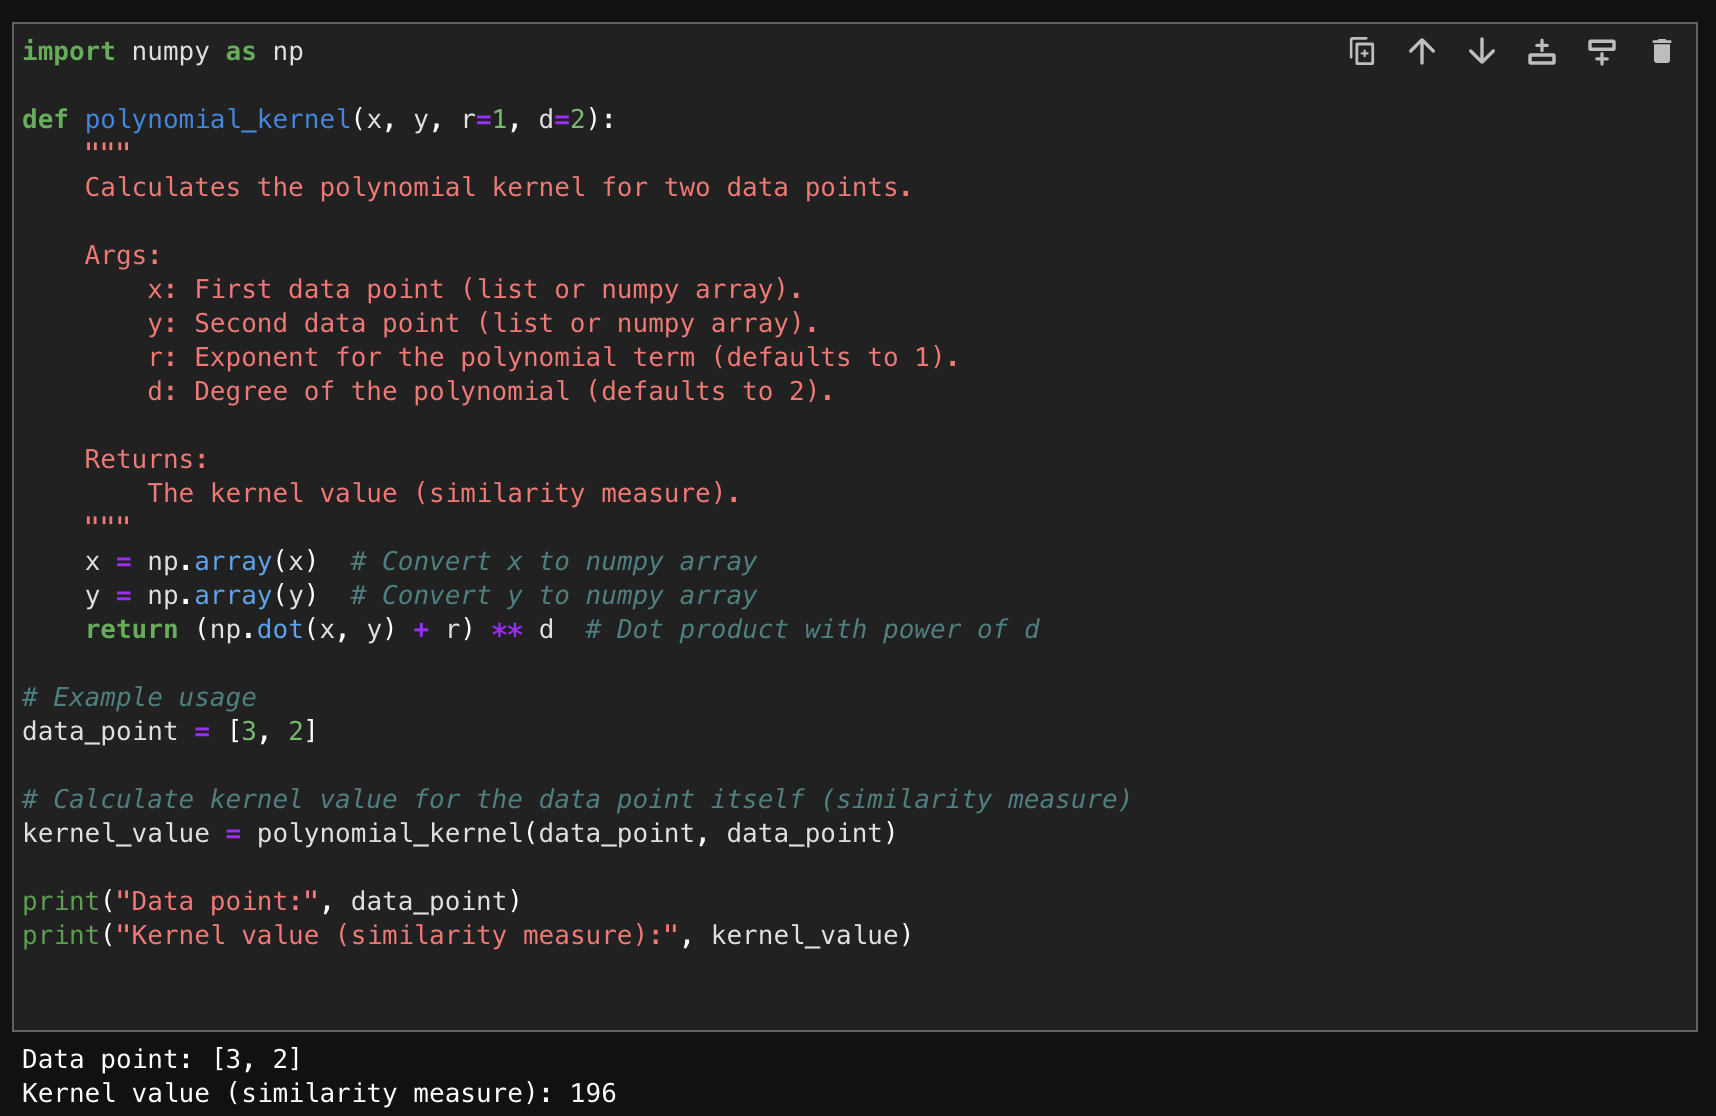 import numpy as np
def polynomial_kernel(x, y, r=1, d=2):
    """
    Calculates the polynomial kernel for two data points.
    Args:
        x: First data point (list or numpy array).
        y: Second data point (list or numpy array).
        r: Exponent for the polynomial term (defaults to 1).
        d: Degree of the polynomial (defaults to 2).
    Returns:
        The kernel value (similarity measure).
    """
    x = np.array(x)  # Convert x to numpy array
    y = np.array(y)  # Convert y to numpy array
    return (np.dot(x, y) + r) ** d  # Dot product with power of d
# Example usage
data_point = [3, 2]
# Calculate kernel value for the data point itself (similarity measure)
kernel_value = polynomial_kernel(data_point, data_point)
print("Data point:", data_point)
print("Kernel value (similarity measure):", kernel_value)
Data point: [3, 2]
Kernel value (similarity measure): 196